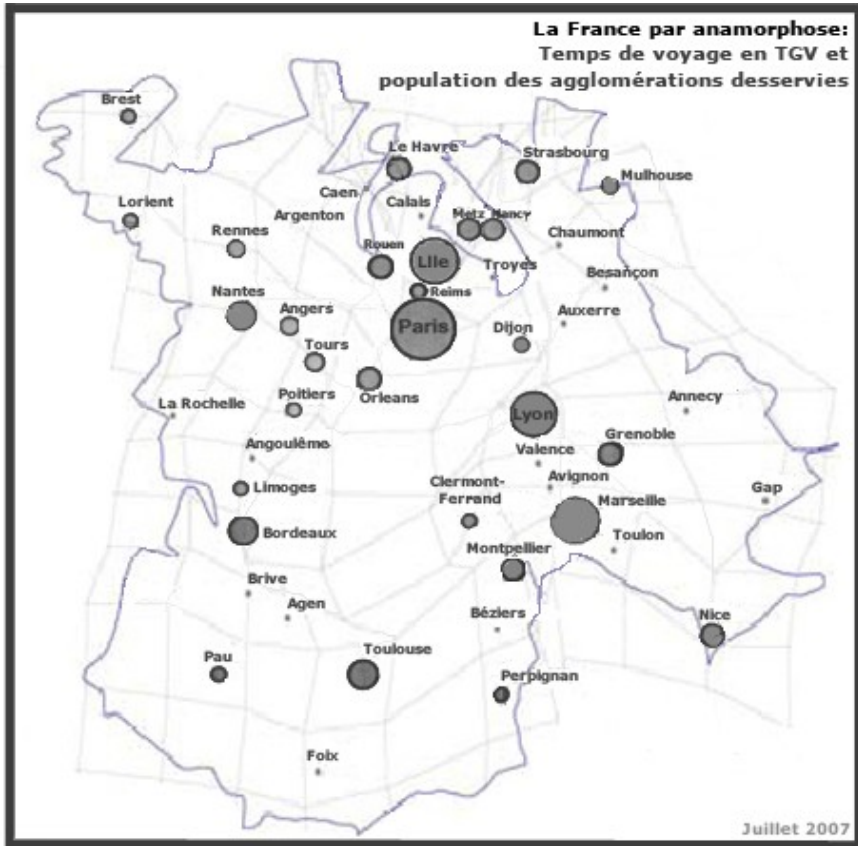 La France par anamorphose:
Temps de voyage en TGV et
population des agglomérations desservies
Brest
Le Havre
Strasbourg
Mulhouse
Caen
Calais
Lorient
Argenton
Metz Nancy
Rennes
Chaumont
Rouen
Lile
Troyes
Besançon
Nantes
Reims
Angers
Paris
Dijon
Auxerre
Tours
Orleans
Poitiers
La Rochelle
Annecy
Lyon
Grenoble
Angoulême
Valence
Avignon
Limoges
Clermont-
Ferrand
Marseille
Gap
Bordeaux
Toulon
Montpellier
Brive
Agen
Béziers
Nice
Pau
Toulouse
Perpignan
Foix
Juillet 2007